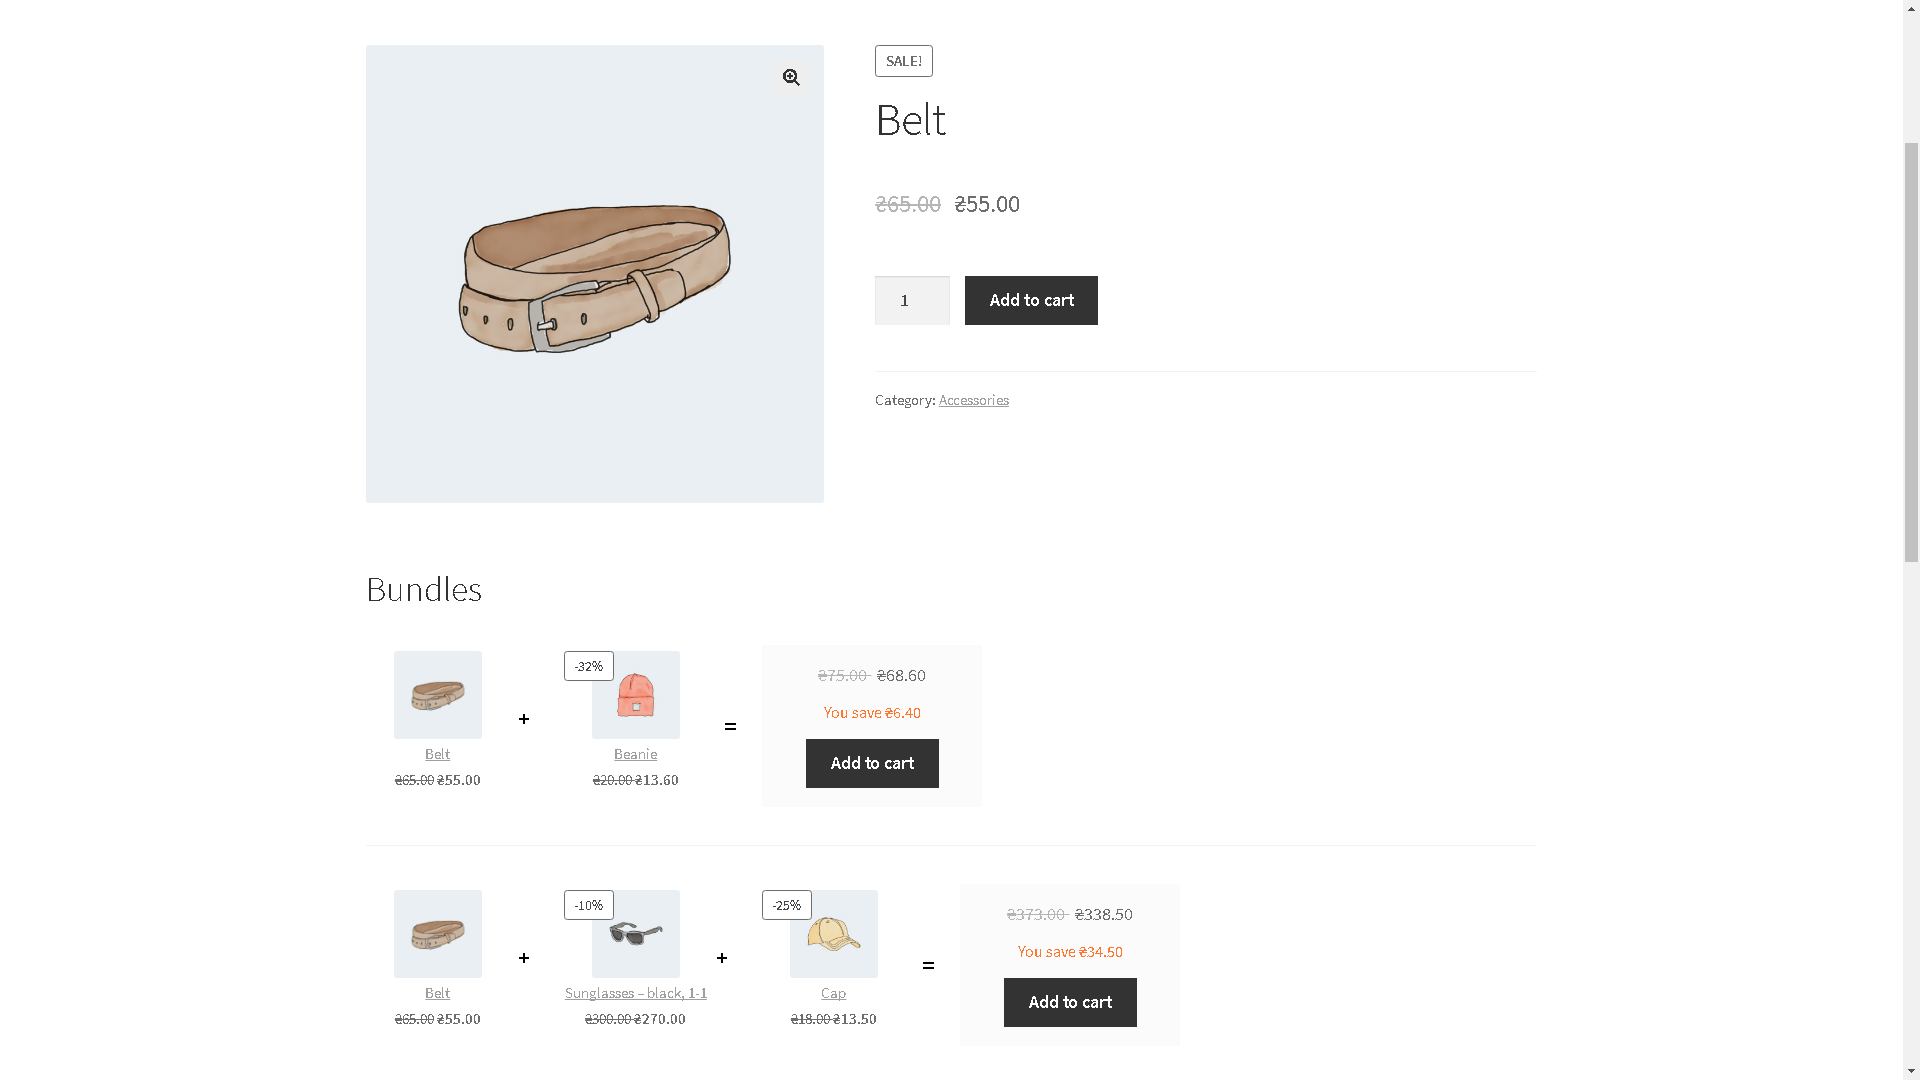 SALE!
Belt
₴65.00 ₴55.00
1
Add to cart
Category: Accessories
Bundles
-32%
₴75.00 ₴68.60
You save ₴6.40
+
=
Belt
Beanie
Add to cart
₴65.00 ₴55.00
₴20.00 ₴13.60
-10%
-25%
₴373.00 ₴338.50
You save ₴34.50
+
+
=
Belt
Sunglasses – black, 1-1
Cap
Add to cart
₴65.00 ₴55.00
₴300.00 ₴270.00
₴18.00 ₴13.50